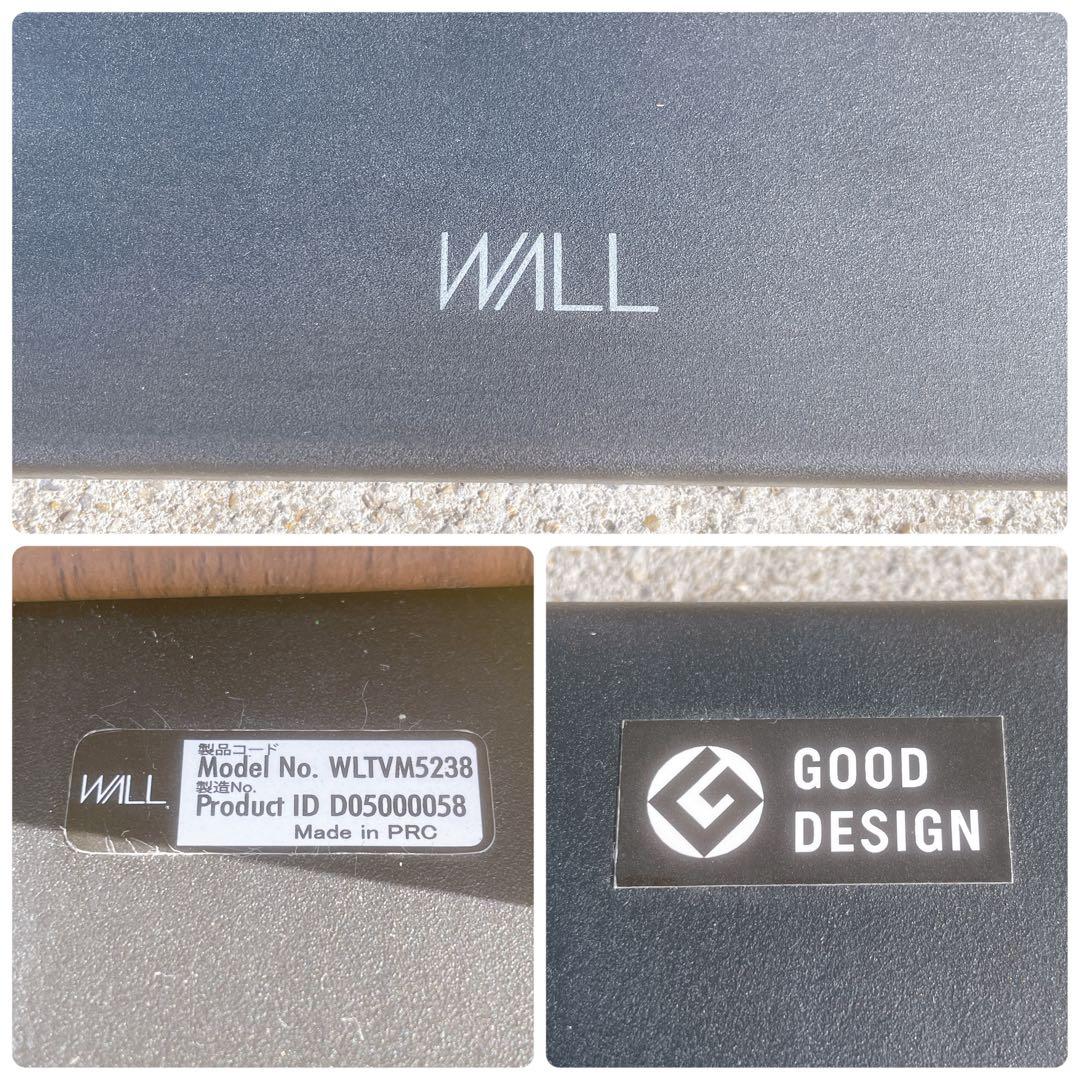 WALL
WALL
製品コード
Model No. WLTVM5238
製造No.
Product ID D05000058
Made in PRC
GOOD
DESIGN